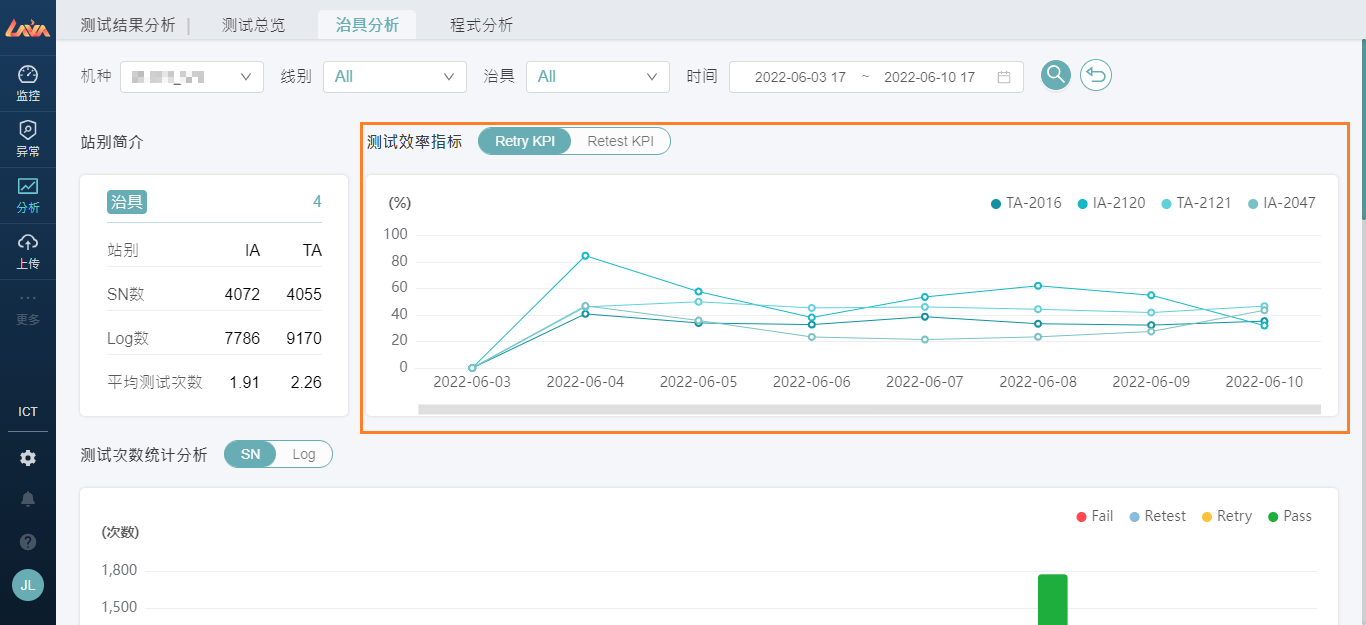 LAVA
测试结果分析 | 测试总览 治具分析 程式分析
监控
异常
分析
上传
更多
ICT
JL
机种 线别 All 治具 All 时间 2022-06-03 17 ~ 2022-06-10 17
站别简介
治具 4
站别 IA TA
SN数 4072 4055
Log数 7786 9170
平均测试次数 1.91 2.26
测试效率指标 Retry KPI Retest KPI
(%)
TA-2016 IA-2120 TA-2121 IA-2047
100
80
60
40
20
0
2022-06-03 2022-06-04 2022-06-05 2022-06-06 2022-06-07 2022-06-08 2022-06-09 2022-06-10
测试次数统计分析 SN Log
(次数)
Fail Retest Retry Pass
1,800
1,500